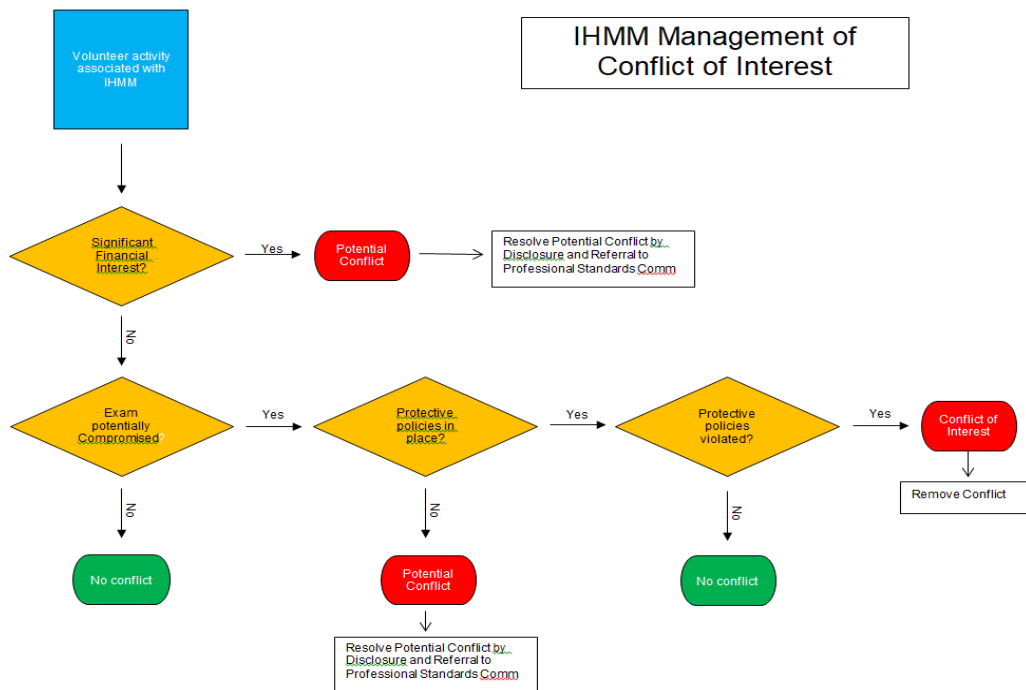 IHMM Management of
Conflict of Interest
Volunteer activity
associated with
IHMM
Significant
Financial
Interest?
Yes
Potential
Conflict
Resolve Potential Conflict by
Disclosure and Referral to
Professional Standards Comm
No
Exam
potentially
Compromised?
Yes
Protective
policies in
place?
Yes
Protective
policies
violated?
Yes
Conflict of
Interest
Remove Conflict
No
No
No
No conflict
Potential
Conflict
No conflict
Resolve Potential Conflict by
Disclosure and Referral to
Professional Standards Comm